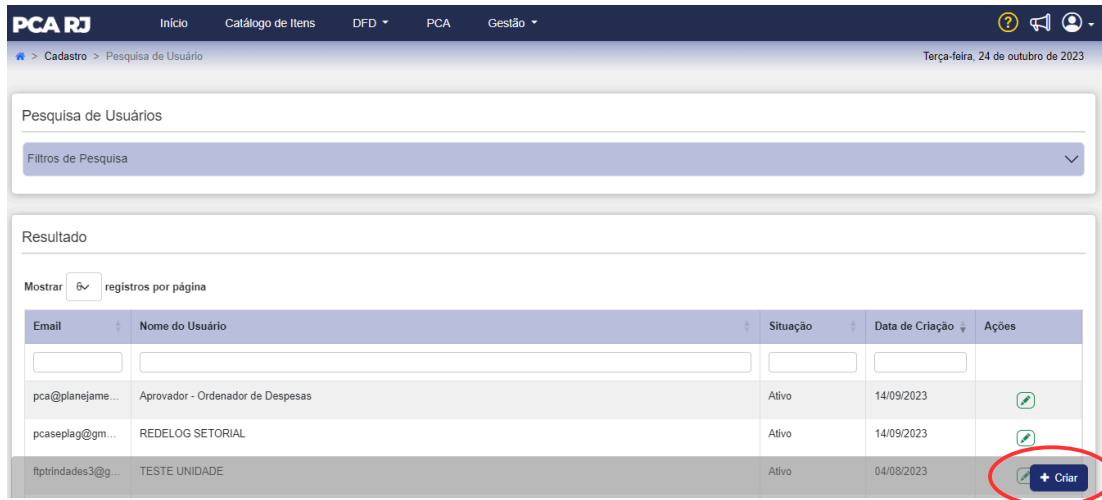 PCA RJ Início Catálogo de Itens DFD PCA Gestão ?
> Cadastro > Pesquisa de Usuário Terça-feira, 24 de outubro de 2023
Pesquisa de Usuários
Filtros de Pesquisa
Resultado
Mostrar 6 registros por página
Email Nome do Usuário Situação Data de Criação Ações
pca@planejame... Aprovador - Ordenador de Despesas Ativo 14/09/2023
pcaseplag@gm... REDELOG SETORIAL Ativo 14/09/2023
ftptrindades3@g... TESTE UNIDADE Ativo 04/08/2023
+ Criar